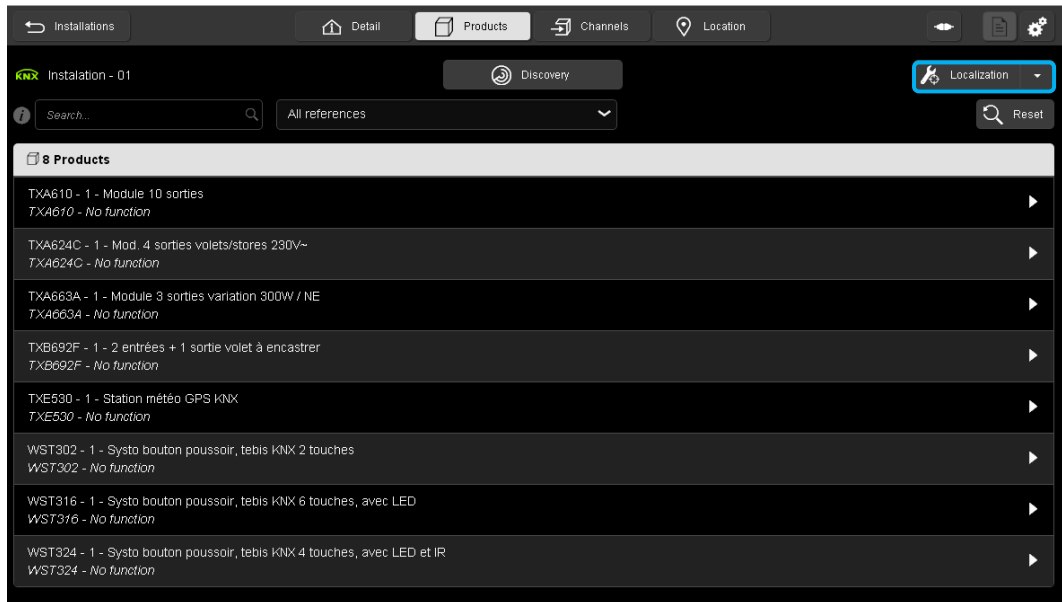 Installations
Detail
Products
Channels
Location
KNX Instalation - 01
Discovery
Localization
Search...
All references
Reset
8 Products
TXA610 - 1 - Module 10 sorties
TXA610 - No function
TXA624C - 1 - Mod. 4 sorties volets/stores 230V~
TXA624C - No function
TXA663A - 1 - Module 3 sorties variation 300W / NE
TXA663A - No function
TXB692F - 1 - 2 entrées + 1 sortie volet à encastrer
TXB692F - No function
TXE530 - 1 - Station météo GPS KNX
TXE530 - No function
WST302 - 1 - Systo bouton poussoir, tebis KNX 2 touches
WST302 - No function
WST316 - 1 - Systo bouton poussoir, tebis KNX 6 touches, avec LED
WST316 - No function
WST324 - 1 - Systo bouton poussoir, tebis KNX 4 touches, avec LED et IR
WST324 - No function